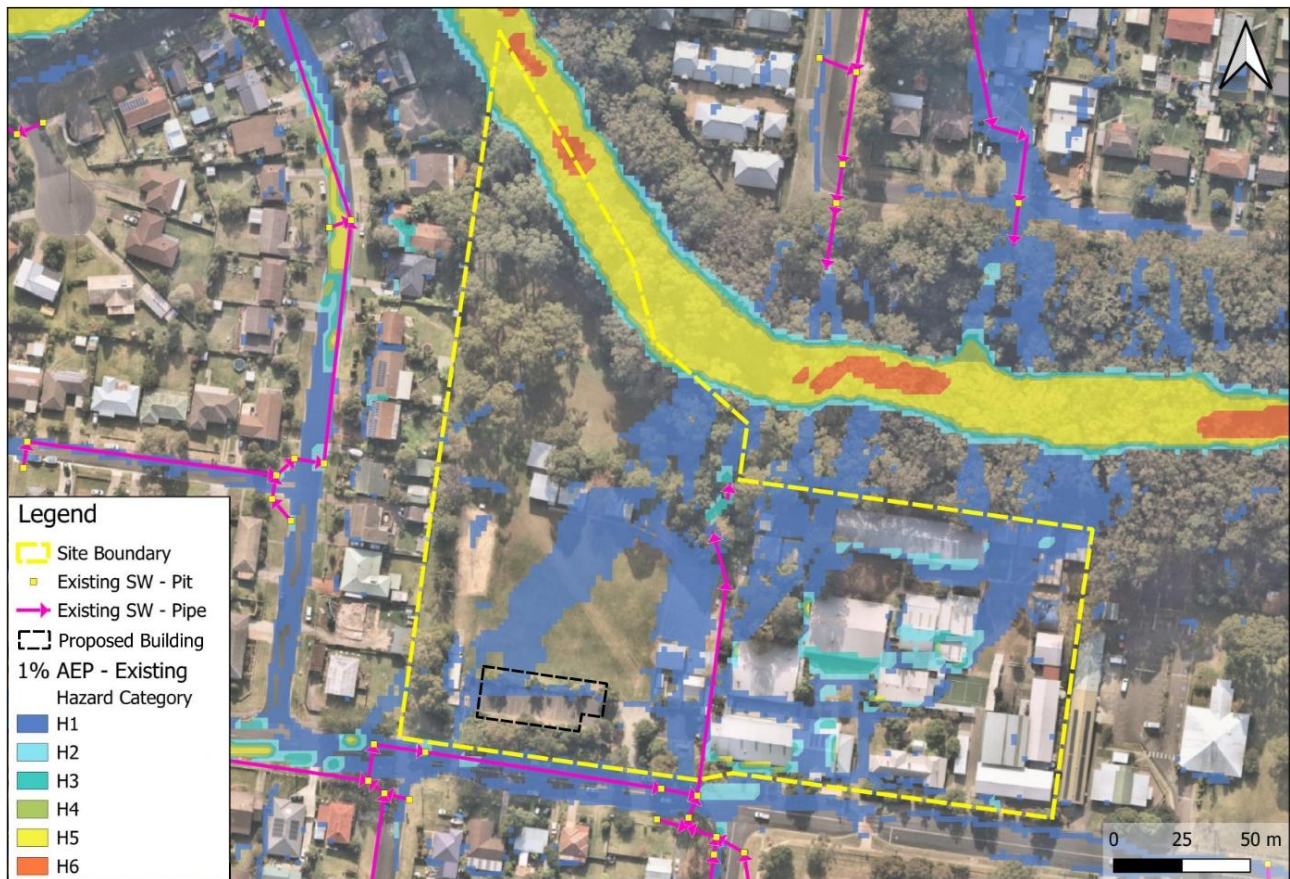 Legend
Site Boundary
Existing SW - Pit
Existing SW - Pipe
Proposed Building
1% AEP - Existing
Hazard Category
H1
H2
H3
H4
H5
H6
0 25 50 m